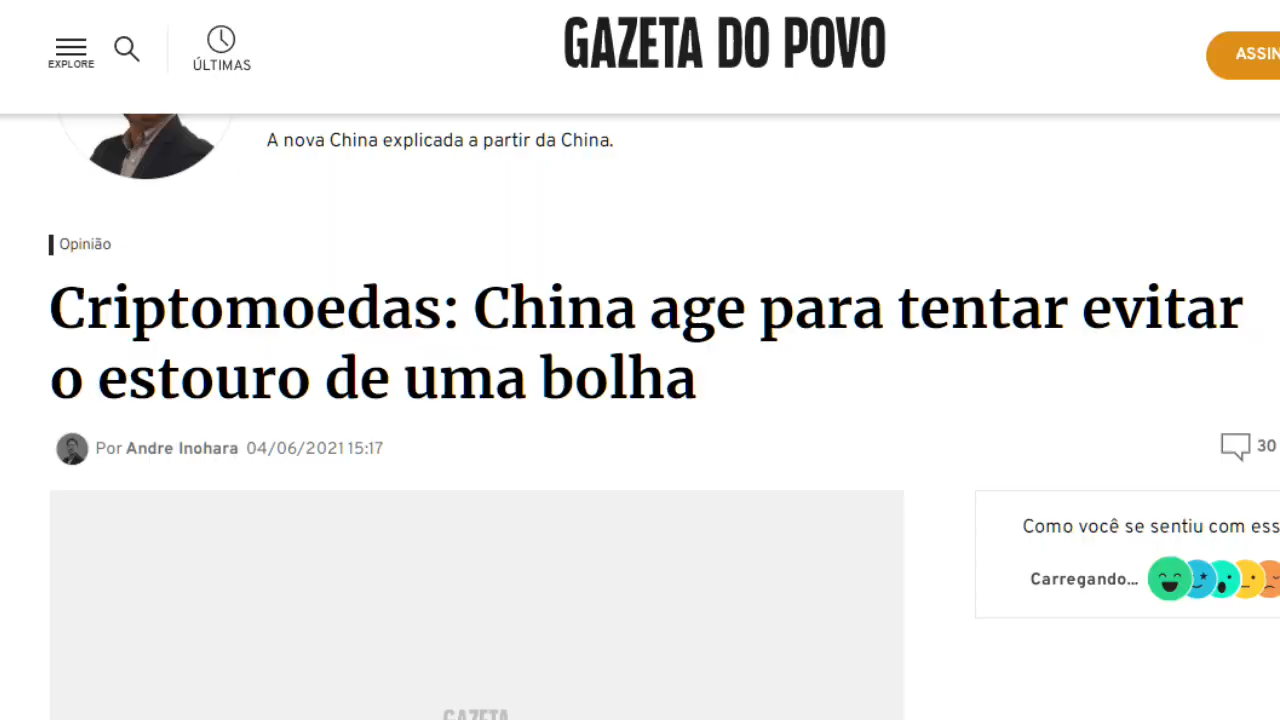 EXPLORE
ÚLTIMAS
GAZETA DO POVO
A nova China explicada a partir da China.
Opinião
Criptomoedas: China age para tentar evitar
o estouro de uma bolha
Por Andre Inohara 04/06/2021 15:17
30
Como você se sentiu com
Carregando...
GAZETA